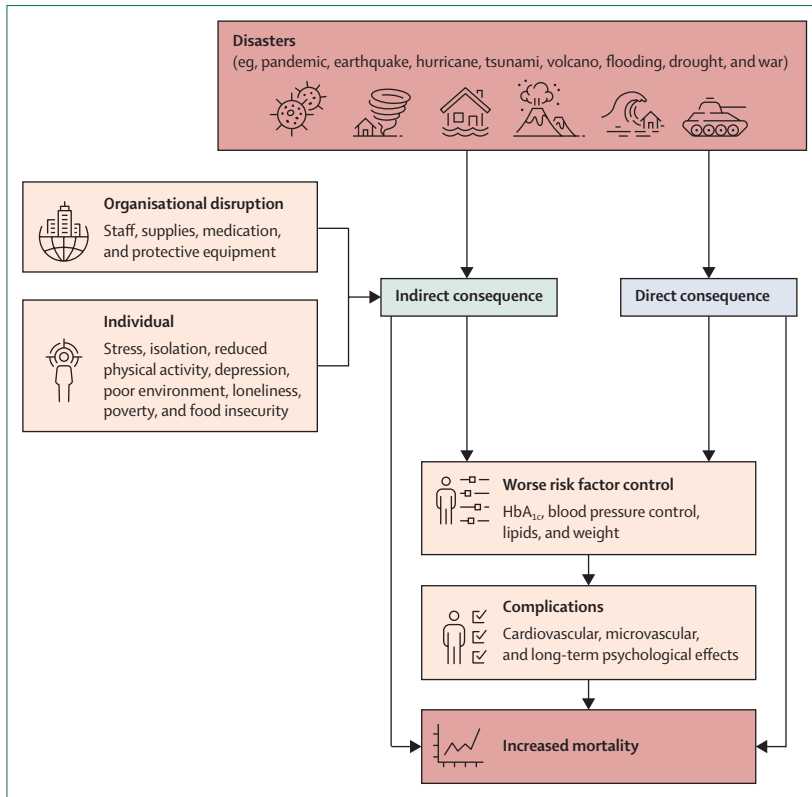 Disasters
(eg, pandemic, earthquake, hurricane, tsunami, volcano, flooding, drought, and war)
Organisational disruption
Staff, supplies, medication,
and protective equipment
Individual
Stress, isolation, reduced
physical activity, depression,
poor environment, loneliness,
poverty, and food insecurity
Indirect consequence
Direct consequence
Worse risk factor control
HbA1c, blood pressure control,
lipids, and weight
Complications
Cardiovascular, microvascular,
and long-term psychological effects
Increased mortality